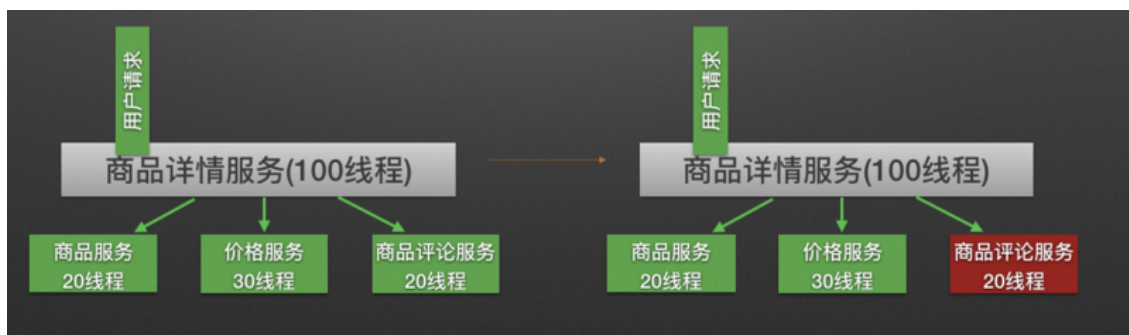 用户请求
商品详情服务(100线程)
商品服务
20线程
价格服务
30线程
商品评论服务
20线程
用户请求
商品详情服务(100线程)
商品服务
20线程
价格服务
30线程
商品评论服务
20线程